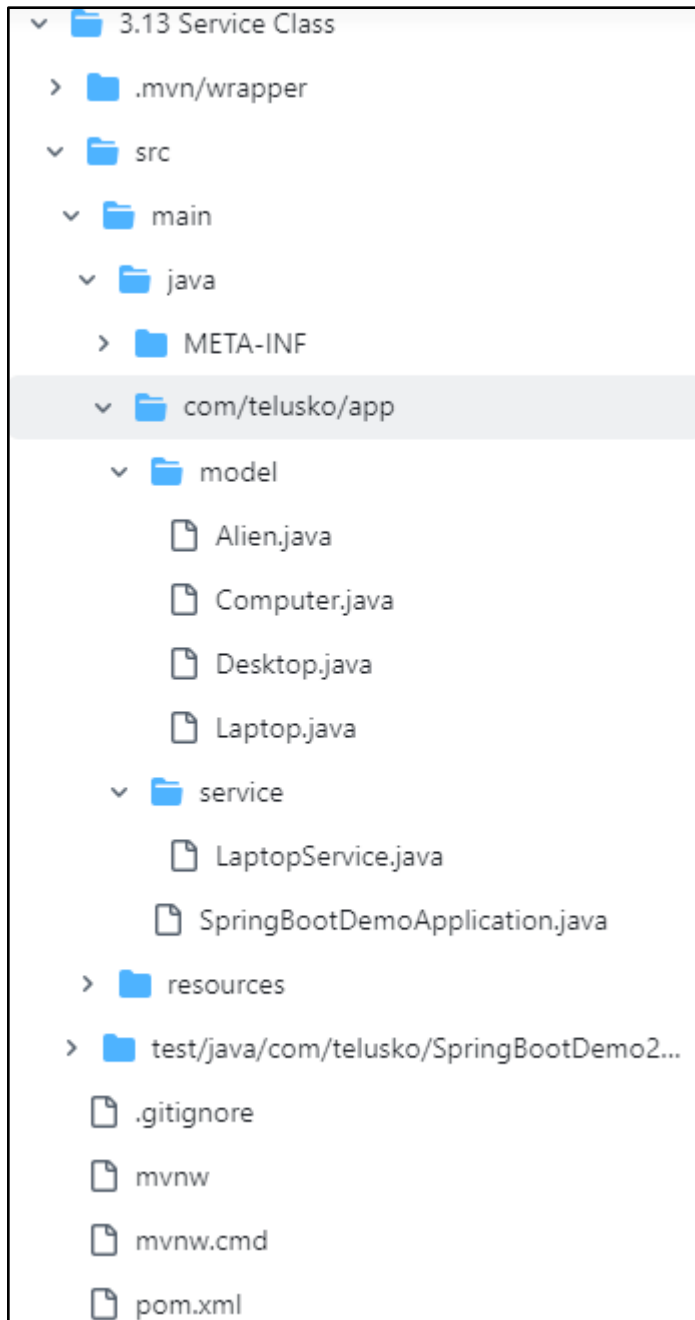 3.13 Service Class
.mvn/wrapper
src
main
java
META-INF
com/telusko/app
model
Alien.java
Computer.java
Desktop.java
Laptop.java
service
LaptopService.java
SpringBootDemoApplication.java
resources
test/java/com/telusko/SpringBootDemo2...
.gitignore
mvnw
mvnw.cmd
pom.xml